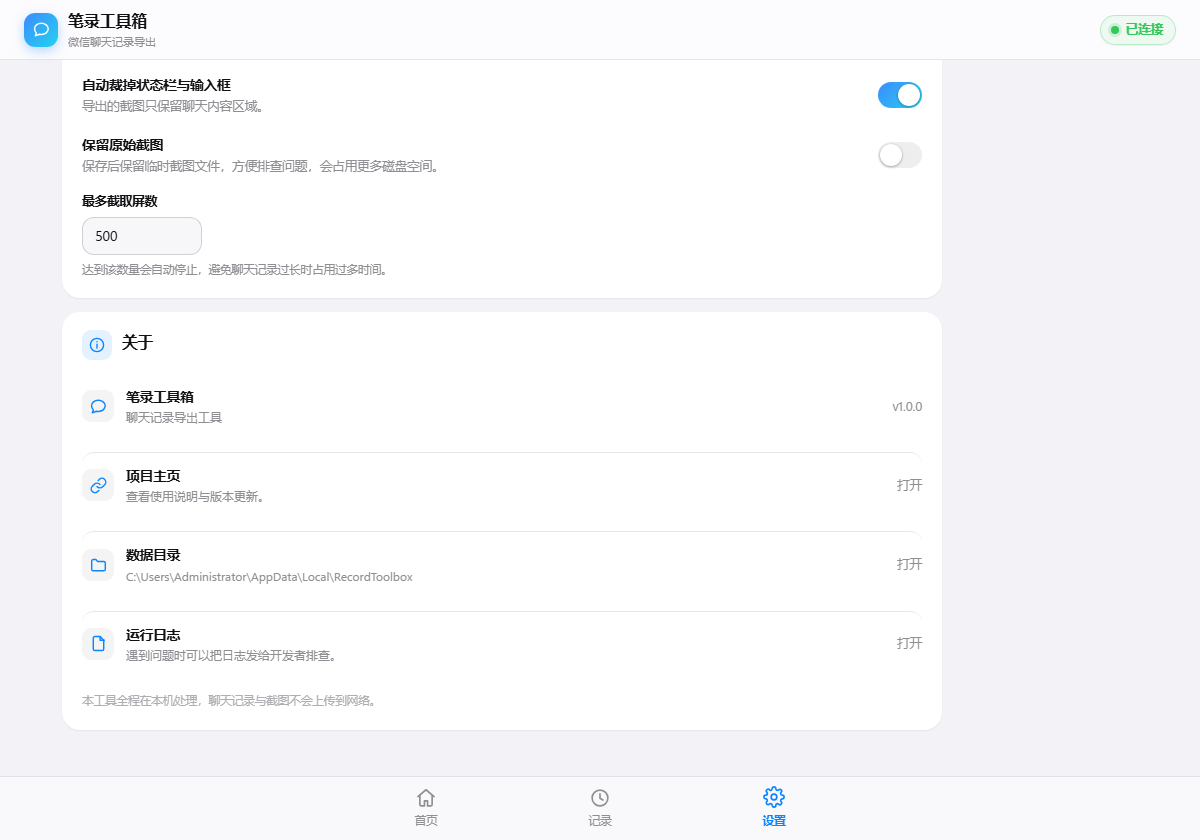 笔录工具箱
微信聊天记录导出
已连接
自动裁掉状态栏与输入框
导出的截图只保留聊天内容区域。
保留原始截图
保存后保留临时截图文件，方便排查问题，会占用更多磁盘空间。
最多截取屏数
500
达到该数量会自动停止，避免聊天记录过长时占用过多时间。
关于
笔录工具箱
聊天记录导出工具
v1.0.0
项目主页
查看使用说明与版本更新。
打开
数据目录
C:\Users\Administrator\AppData\Local\RecordToolbox
打开
运行日志
遇到问题时可以把日志发给开发者排查。
打开
本工具全程在本机处理，聊天记录与截图不会上传到网络。
首页
记录
设置